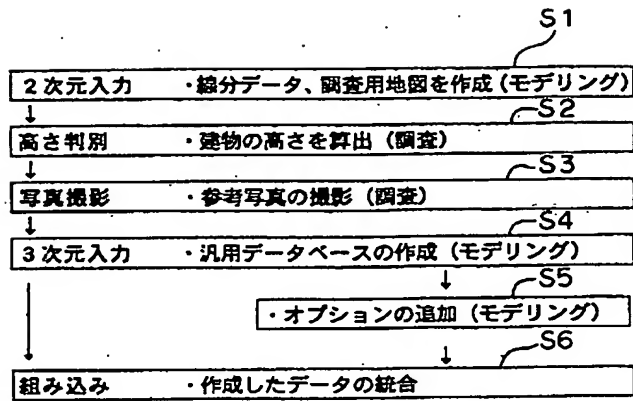 S1
2次元入力 ・線分データ、調査用地図を作成(モデリング)
↓ S2
高さ判別 ・建物の高さを算出(調査)
↓ S3
写真撮影 ・参考写真の撮影(調査)
↓ S4
3次元入力 ・汎用データベースの作成(モデリング)
↓ S5
・オプションの追加(モデリング)
↓ ↓ S6
組み込み ・作成したデータの統合